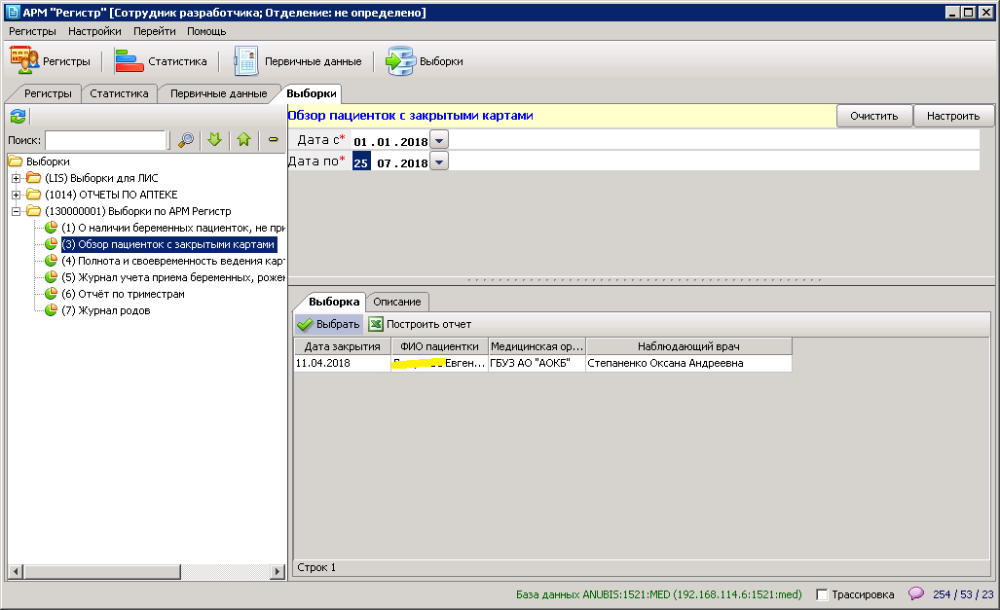 АРМ "Регистр" [Сотрудник разработчика; Отделение: не определено]
Регистры Настройки Перейти Помощь
Регистры Статистика Первичные данные Выборки
Регистры Статистика Первичные данные Выборки
Обзор пациенток с закрытыми картами Очистить Настроить
Поиск:
Дата с* 01.01.2018
Дата по* 25 07.2018
Выборки
(LIS) Выборки для ЛИС
(1014) ОТЧЕТЫ ПО АПТЕКЕ
(130000001) Выборки по АРМ Регистр
(1) О наличии беременных пациенток, не при
(3) Обзор пациенток с закрытыми картами
(4) Полнота и своевременность ведения карт
(5) Журнал учета приема беременных, рожен
(6) Отчёт по триместрам
(7) Журнал родов
Выборка Описание
Выбрать Построить отчет
Дата закрытия ФИО пациентки Медицинская ор... Наблюдающий врач
11.04.2018 Евген... ГБУЗ АО "АОКБ" Степаненко Оксана Андреевна
Строк 1
База данных ANUBIS:1521:MED (192.168.114.6:1521:med) Трассировка 254 / 53 / 23